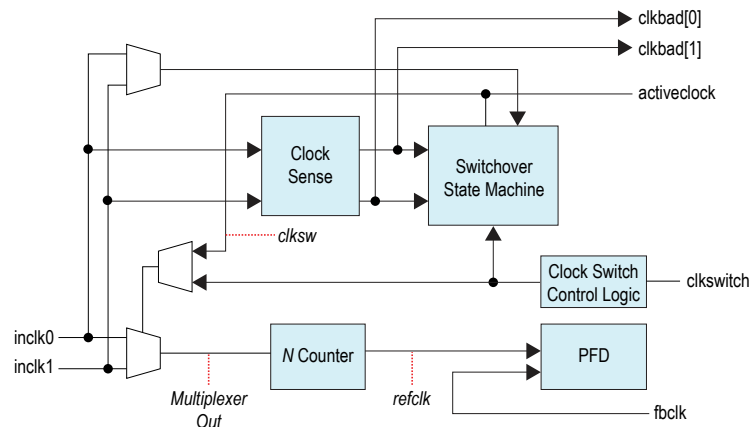 clkbad[0]
clkbad[1]
activeclock
Clock
Sense
Switchover
State Machine
clksw
Clock Switch
Control Logic
clkswitch
inclk0
inclk1
N Counter
PFD
Multiplexer
Out
refclk
fbclk